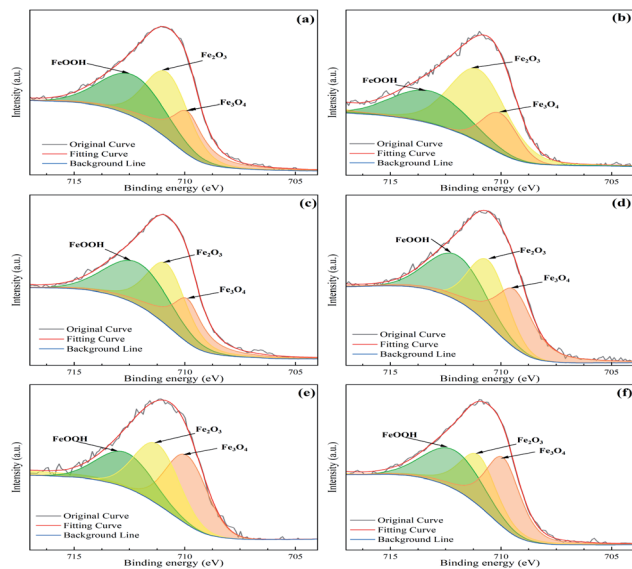 (a)
Fe₂O₃
FeOOH
Fe₃O₄
Intensity (a.u.)
Original Curve
Fitting Curve
Background Line
715 710 705
Binding energy (eV)
(b)
Fe₂O₃
FeOOH
Fe₃O₄
Intensity (a.u.)
Original Curve
Fitting Curve
Background Line
715 710 705
Binding energy (eV)
(c)
FeOOH
Fe₂O₃
Fe₃O₄
Intensity (a.u.)
Original Curve
Fitting Curve
Background Line
715 710 705
Binding energy (eV)
(d)
FeOOH
Fe₂O₃
Fe₃O₄
Intensity (a.u.)
Original Curve
Fitting Curve
Background Line
715 710 705
Binding energy (eV)
(e)
Fe₂O₃
FeOOH
Fe₃O₄
Intensity (a.u.)
Original Curve
Fitting Curve
Background Line
715 710 705
Binding energy (eV)
(f)
FeOOH
Fe₂O₃
Fe₃O₄
Intensity (a.u.)
Original Curve
Fitting Curve
Background Line
715 710 705
Binding energy (eV)